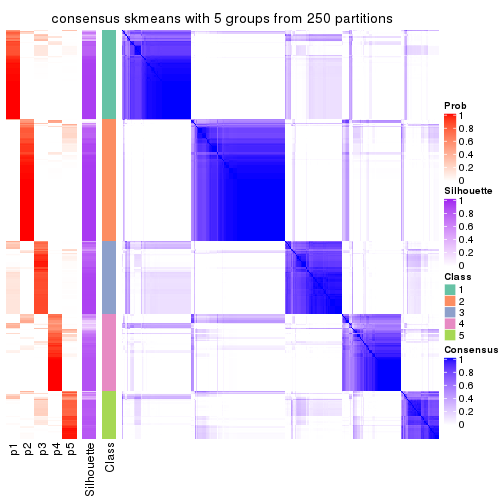 consensus skmeans with 5 groups from 250 partitions
Prob
1
0.8
0.6
0.4
0.2
0
Silhouette
1
0.8
0.6
0.4
0.2
0
Class
1
2
3
4
5
Consensus
1
0.8
0.6
0.4
0.2
0
p1
p2
p3
p4
p5
Silhouette
Class